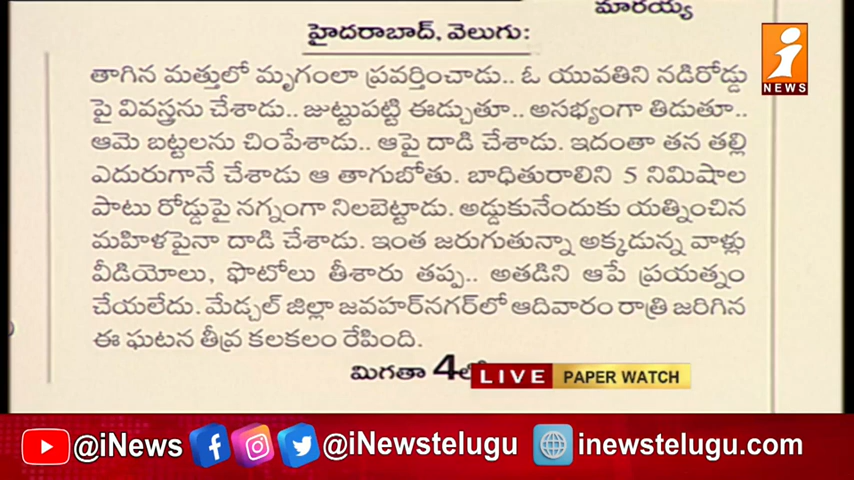 మారయ్య
హైదరాబాద్, వెలుగు:
తాగిన మత్తులో మృగంలా ప్రవర్తించాడు.. ఓ యువతిని నడిరోడ్డు
పై వివస్త్రను చేశాడు.. జుట్టుపట్టి ఈడ్చుతూ.. అసభ్యంగా తిడుతూ..
ఆమె బట్టలను చింపేశాడు.. ఆపై దాడి చేశాడు. ఇదంతా తన తల్లి
ఎదురుగానే చేశాడు ఆ తాగుబోతు. బాధితురాలిని 5 నిమిషాల
పాటు రోడ్డుపై నగ్నంగా నిలబెట్టాడు. అడ్డుకునేందుకు యత్నించిన
మహిళపైనా దాడి చేశాడు. ఇంత జరుగుతున్నా అక్కడున్న వాళ్లు
వీడియోలు, ఫొటోలు తీశారు తప్ప.. అతడిని ఆపే ప్రయత్నం
చేయలేదు. మేడ్చల్ జిల్లా జవహర్‌నగర్‌లో ఆదివారం రాత్రి జరిగిన
ఈ ఘటన తీవ్ర కలకలం రేపింది.
మిగతా 4లో
i NEWS
LIVE PAPER WATCH
@iNews @iNewstelugu inewstelugu.com